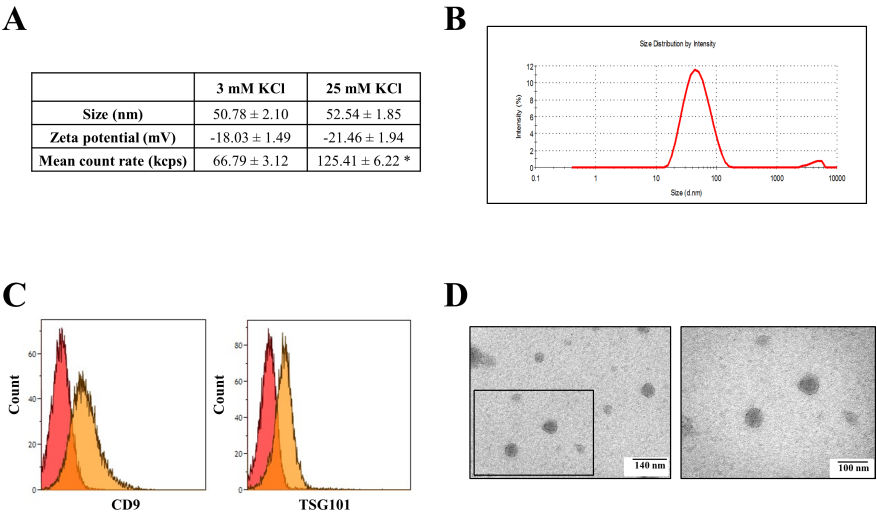 A
3 mM KCl 25 mM KCl
Size (nm) 50.78 ± 2.10 52.54 ± 1.85
Zeta potential (mV) -18.03 ± 1.49 -21.46 ± 1.94
Mean count rate (kcps) 66.79 ± 3.12 125.41 ± 6.22 *
B
Size Distribution by Intensity
Intensity (%)
12
10
8
6
4
2
0
0.1 1 10 100 1000 10000
Size (d.nm)
C
Count
60
40
20
0
CD9
Count
80
60
40
20
0
TSG101
D
140 nm
100 nm